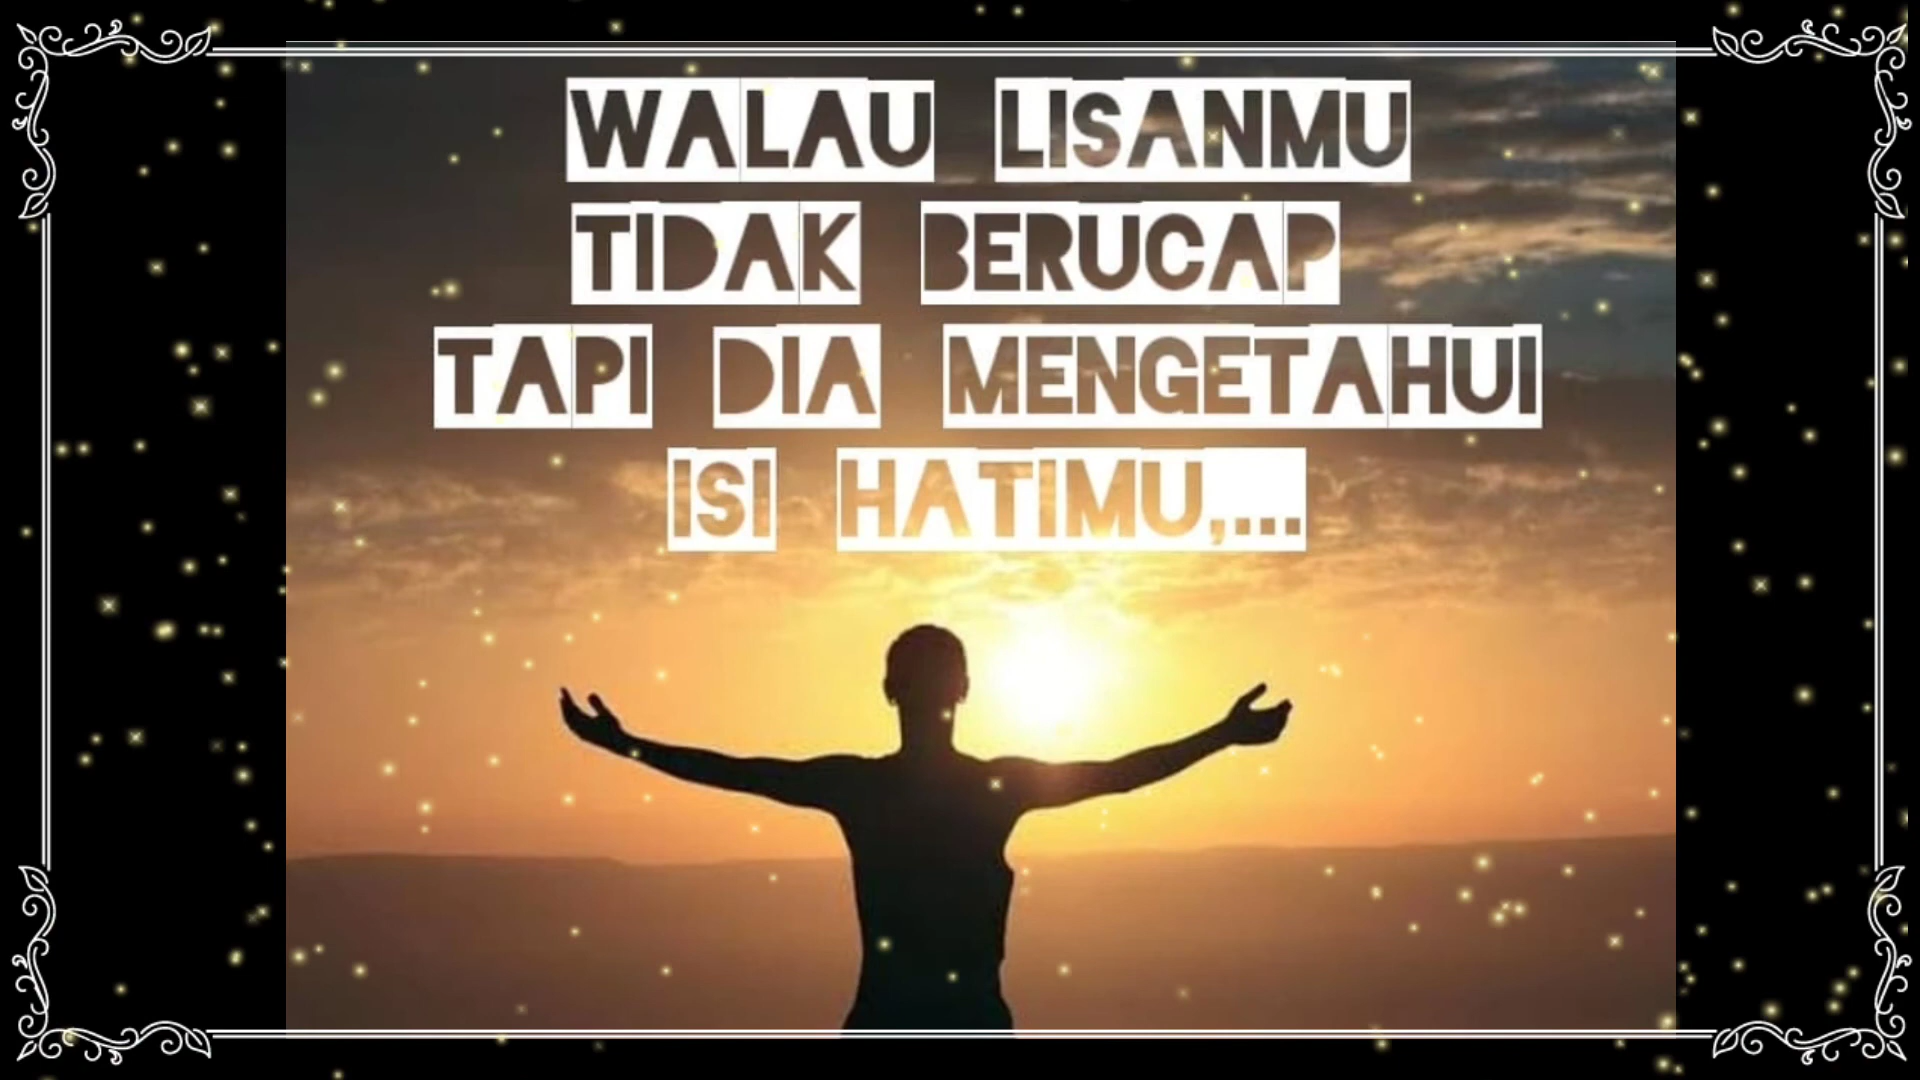 WALAU LISANMU
TIDAK BERUCAP
TAPI DIA MENGETAHUI
ISI HATIMU,....